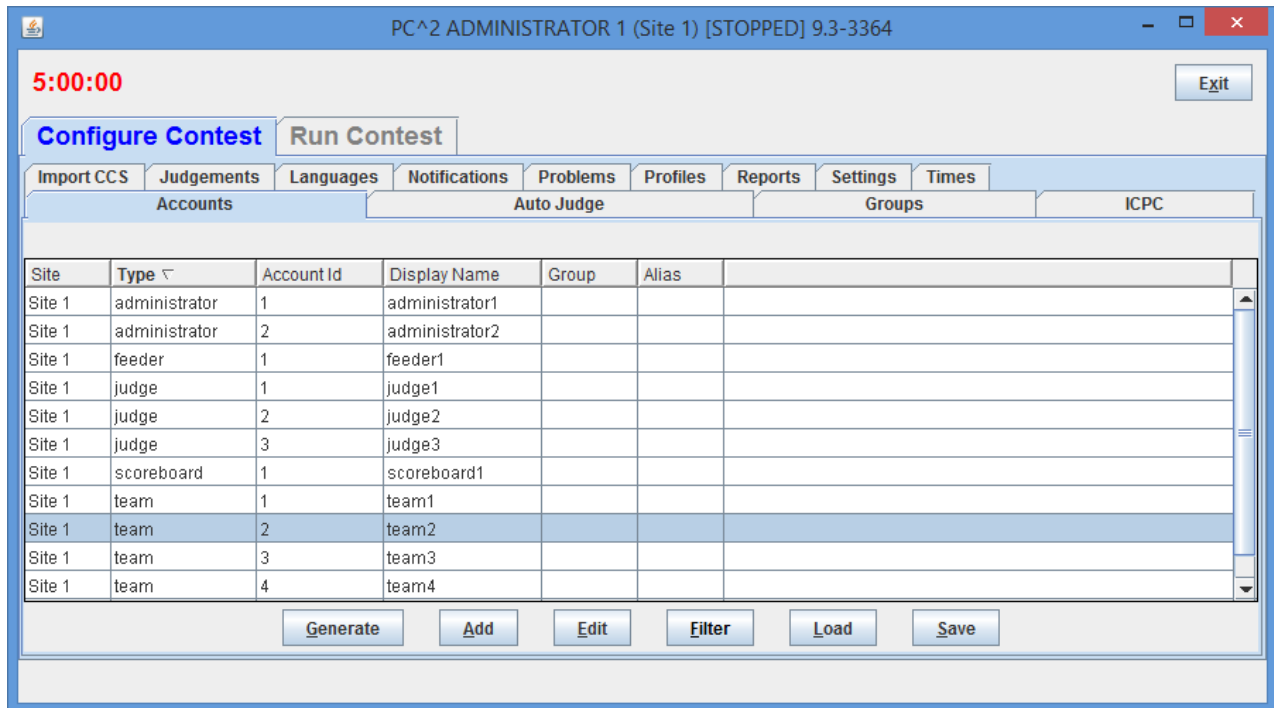 PC^2 ADMINISTRATOR 1 (Site 1) [STOPPED] 9.3-3364
5:00:00 Exit
Configure Contest Run Contest
Import CCS Judgements Languages Notifications Problems Profiles Reports Settings Times
Accounts Auto Judge Groups ICPC
Site Type Account Id Display Name Group Alias
Site 1 administrator 1 administrator1
Site 1 administrator 2 administrator2
Site 1 feeder 1 feeder1
Site 1 judge 1 judge1
Site 1 judge 2 judge2
Site 1 judge 3 judge3
Site 1 scoreboard 1 scoreboard1
Site 1 team 1 team1
Site 1 team 2 team2
Site 1 team 3 team3
Site 1 team 4 team4
Generate Add Edit Filter Load Save